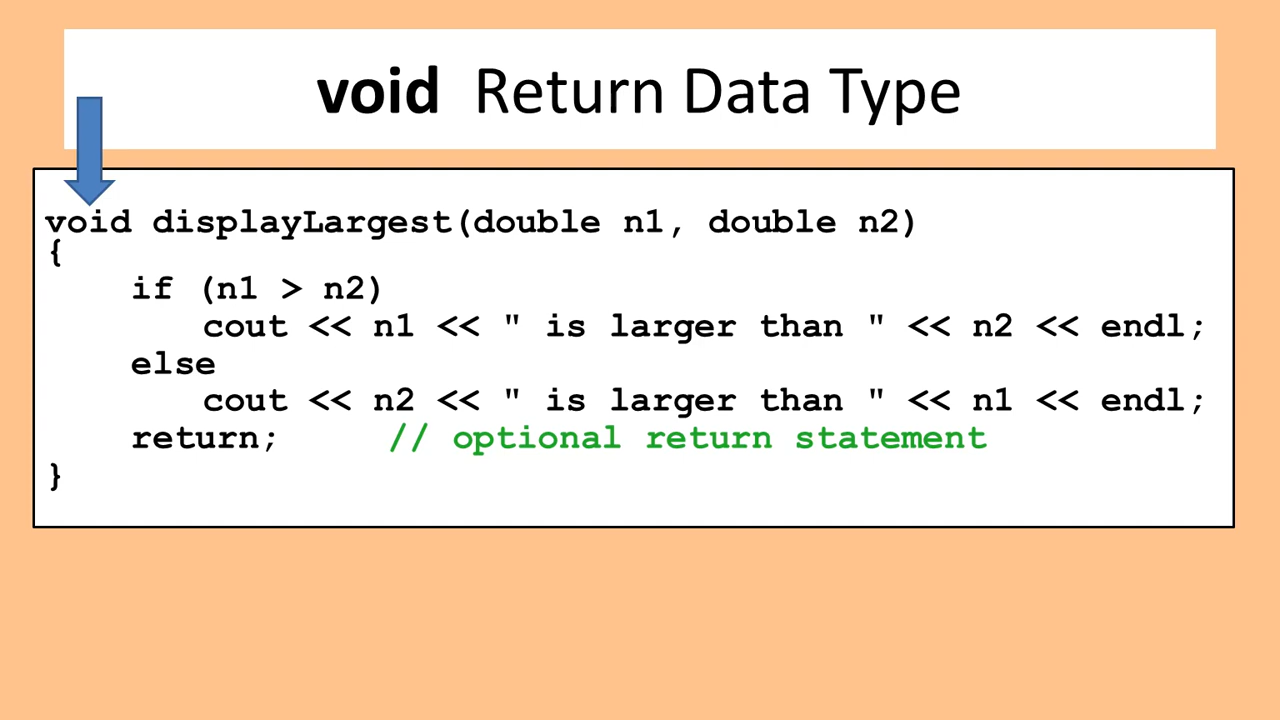 void Return Data Type
void displayLargest(double n1, double n2)
{
if (n1 > n2)
cout << n1 << " is larger than " << n2 << endl;
else
cout << n2 << " is larger than " << n1 << endl;
return; // optional return statement
}